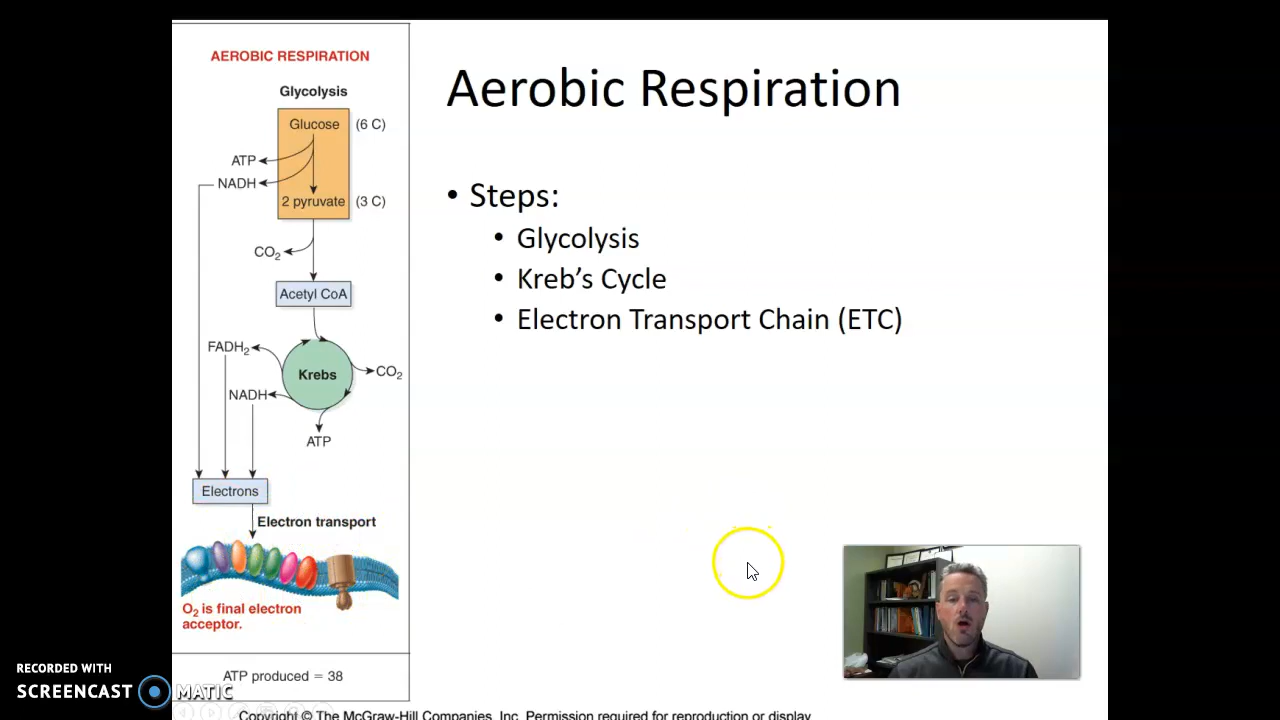 AEROBIC RESPIRATION
Glycolysis
Glucose (6 C)
ATP
NADH
2 pyruvate (3 C)
CO₂
Acetyl CoA
FADH₂
Krebs
CO₂
NADH
ATP
Electrons
Electron transport
O₂ is final electron
acceptor.
ATP produced = 38
Aerobic Respiration
• Steps:
• Glycolysis
• Kreb’s Cycle
• Electron Transport Chain (ETC)
RECORDED WITH
SCREENCAST MATIC
Copyright © The McGraw-Hill Companies, Inc. Permission required for reproduction or display